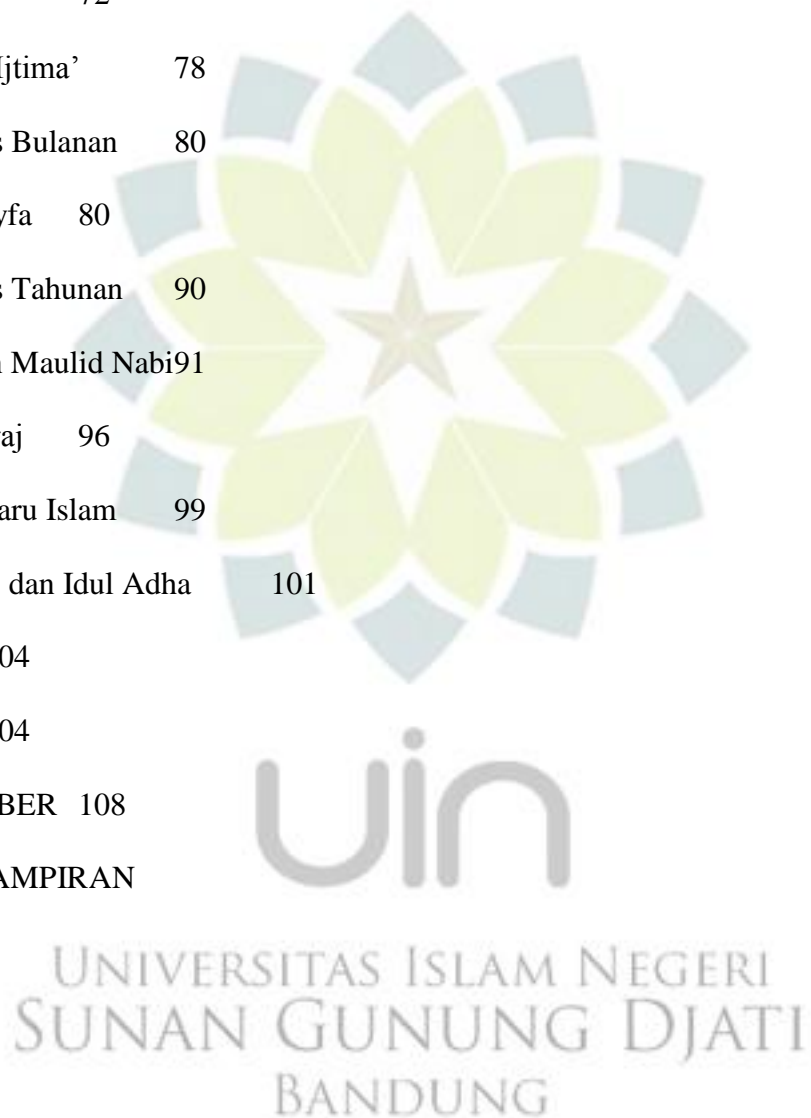 72
Ijtima’ 78
s Bulanan 80
yfa 80
s Tahunan 90
n Maulid Nabi91
aj 96
aru Islam 99
dan Idul Adha 101
04
04
BER 108
AMPIRAN
uin
UNIVERSITAS ISLAM NEGERI
SUNAN GUNUNG DJATI
BANDUNG